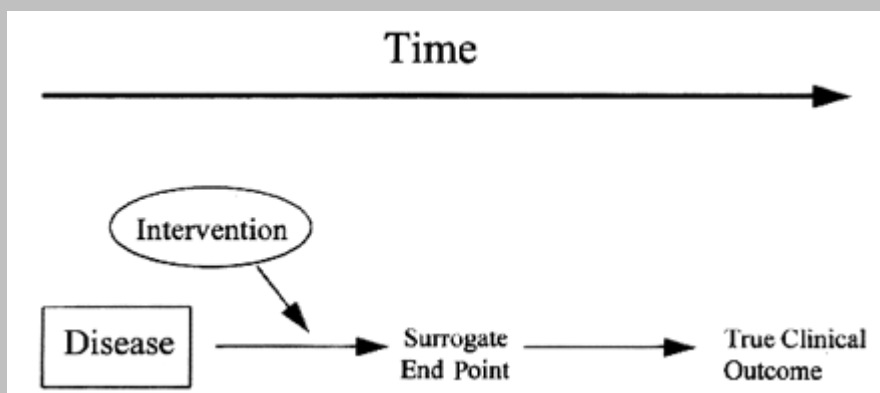 Time
Intervention
Disease
Surrogate
End Point
True Clinical
Outcome